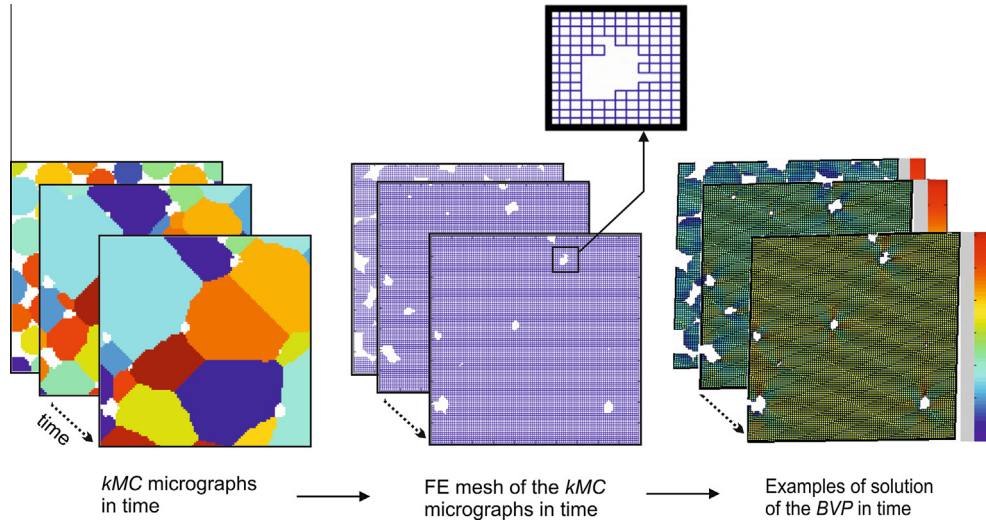 time
kMC micrographs
in time
FE mesh of the kMC
micrographs in time
Examples of solution
of the BVP in time